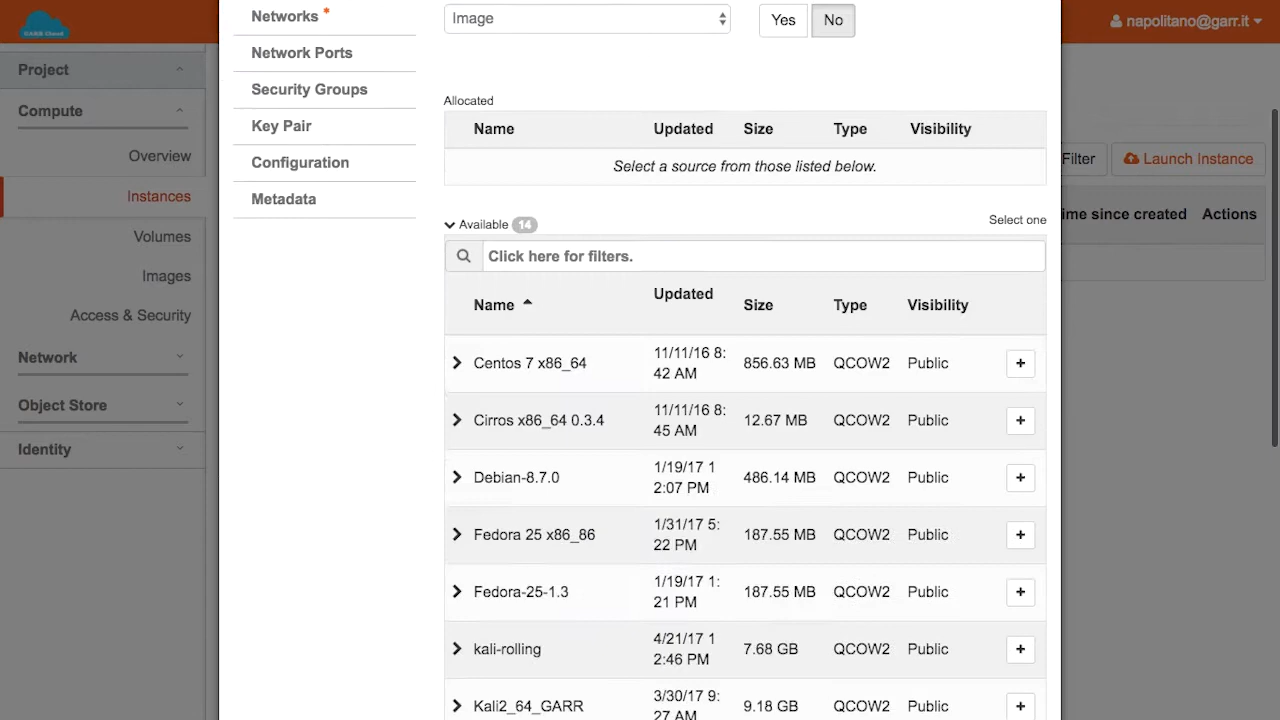 GARR Cloud
napolitano@garr.it
Project
Compute
Overview
Instances
Volumes
Images
Access & Security
Network
Object Store
Identity
Networks *
Network Ports
Security Groups
Key Pair
Configuration
Metadata
Image
Yes No
Allocated
Name Updated Size Type Visibility
Select a source from those listed below.
Available 14 Select one
Click here for filters.
Name Updated Size Type Visibility
Centos 7 x86_64 11/11/16 8: 856.63 MB QCOW2 Public +
42 AM
Cirros x86_64 0.3.4 11/11/16 8: 12.67 MB QCOW2 Public +
45 AM
Debian-8.7.0 1/19/17 1 486.14 MB QCOW2 Public +
2:07 PM
Fedora 25 x86_86 1/31/17 5: 187.55 MB QCOW2 Public +
22 PM
Fedora-25-1.3 1/19/17 1: 187.55 MB QCOW2 Public +
21 PM
kali-rolling 4/21/17 1 7.68 GB QCOW2 Public +
2:46 PM
Kali2_64_GARR 3/30/17 9: 9.18 GB QCOW2 Public +
27 AM
Filter Launch Instance
ime since created Actions